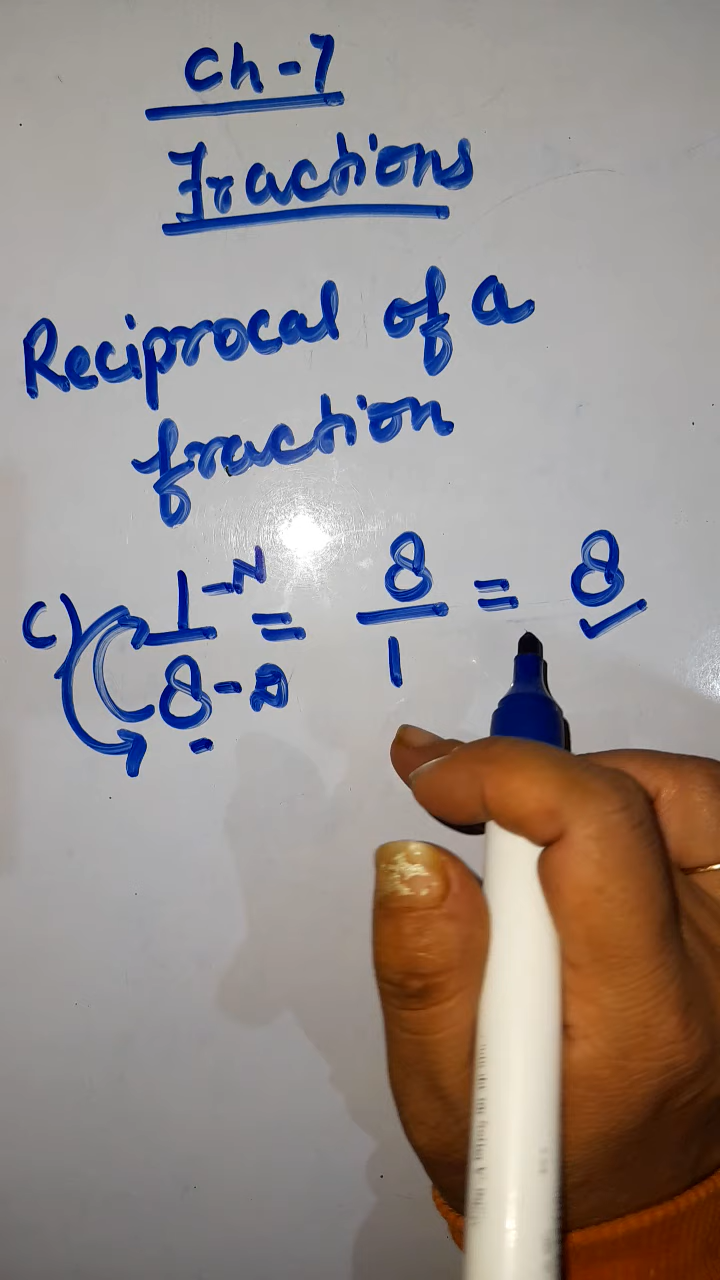 Ch-7
Fractions
Reciprocal of a
fraction
c) 1/8 = 8/1 = 8
-N
-D